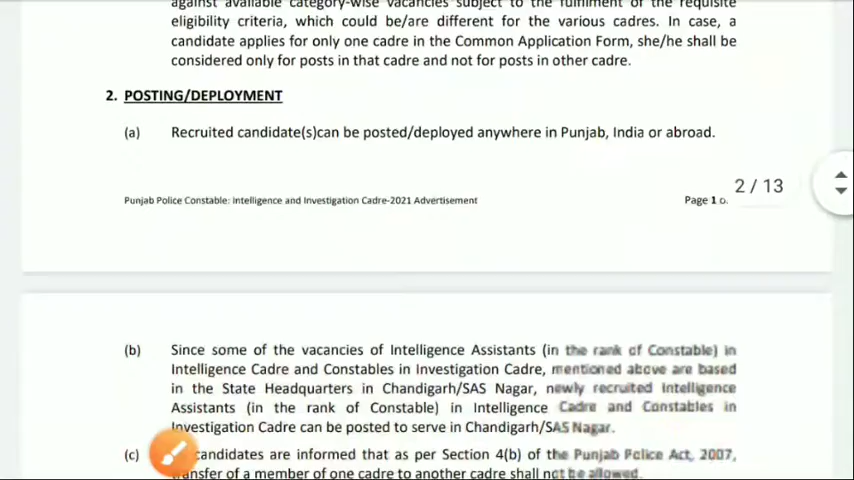 against available category-wise vacancies subject to the fulfilment of the requisite
eligibility criteria, which could be/are different for the various cadres. In case, a
candidate applies for only one cadre in the Common Application Form, she/he shall be
considered only for posts in that cadre and not for posts in other cadre.
2. POSTING/DEPLOYMENT
(a) Recruited candidate(s)can be posted/deployed anywhere in Punjab, India or abroad.
2 / 13
Punjab Police Constable: Intelligence and Investigation Cadre-2021 Advertisement Page 1 o
(b) Since some of the vacancies of Intelligence Assistants (in the rank of Constable) in
Intelligence Cadre and Constables in Investigation Cadre, mentioned above are based
in the State Headquarters in Chandigarh/SAS Nagar, newly recruited Intelligence
Assistants (in the rank of Constable) in Intelligence Cadre and Constables in
Investigation Cadre can be posted to serve in Chandigarh/SAS Nagar.
(c) candidates are informed that as per Section 4(b) of the Punjab Police Act, 2007,
ansfer of a member of one cadre to another cadre shall not be allowed.